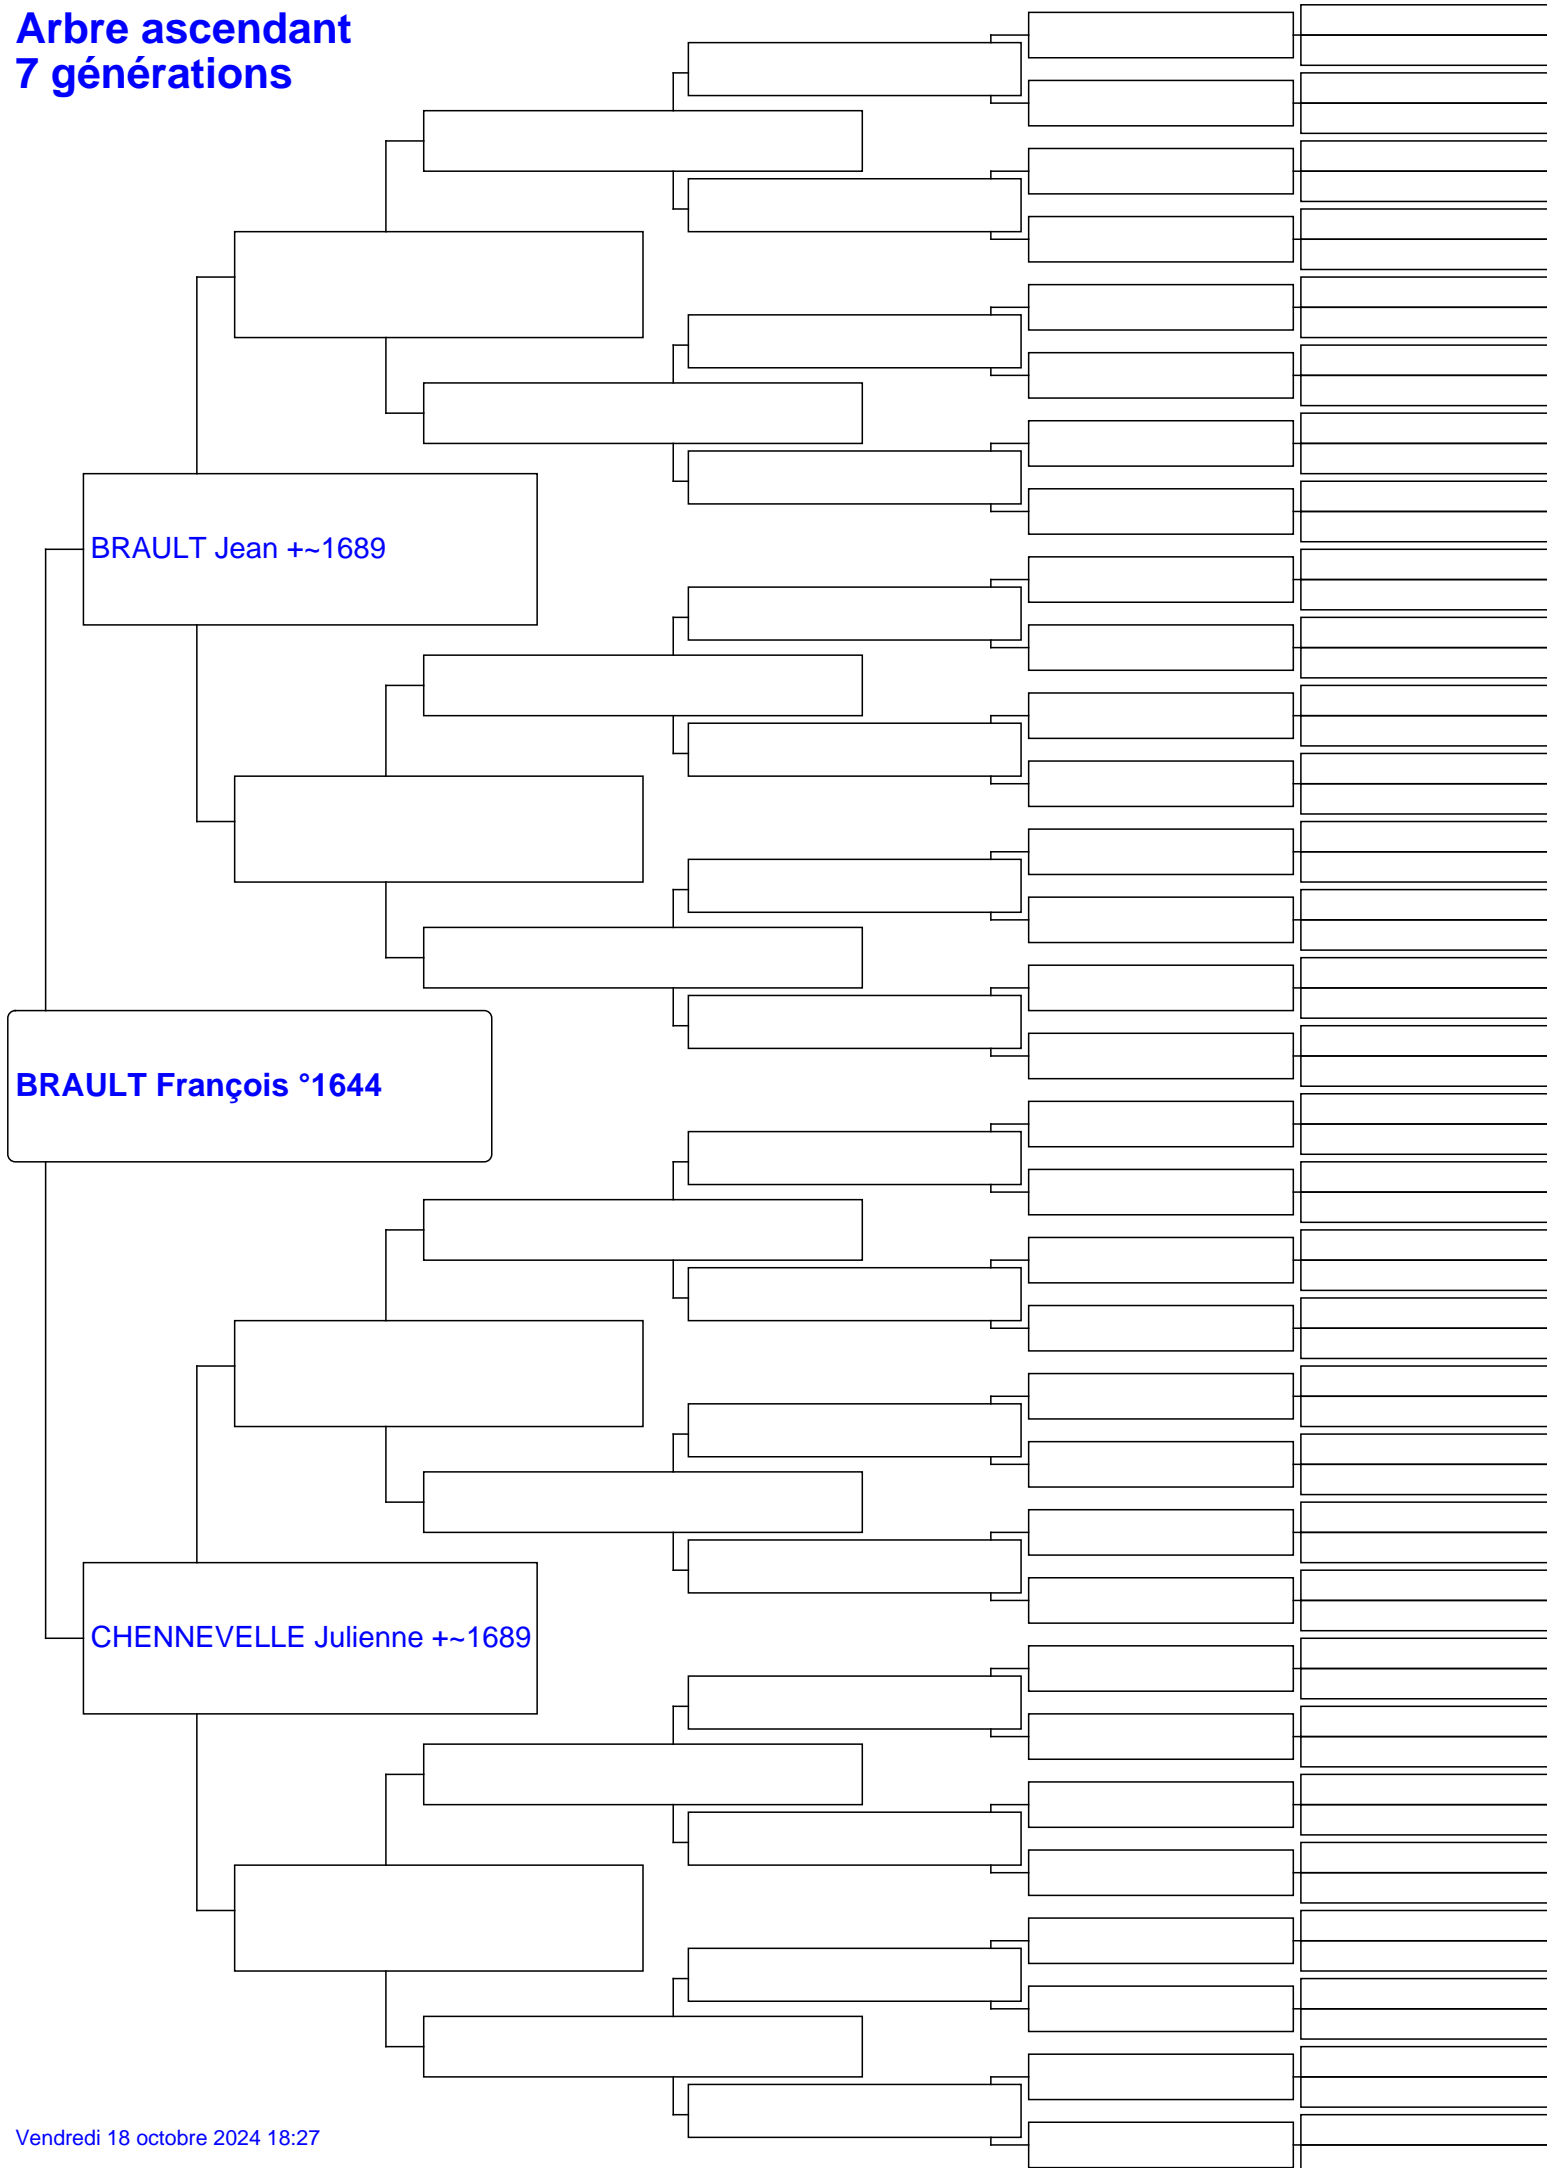 Arbre ascendant
7 générations
BRAULT Jean +~1689
BRAULT François °1644
CHENNEVELLE Julienne +~1689
Vendredi 18 octobre 2024 18:27